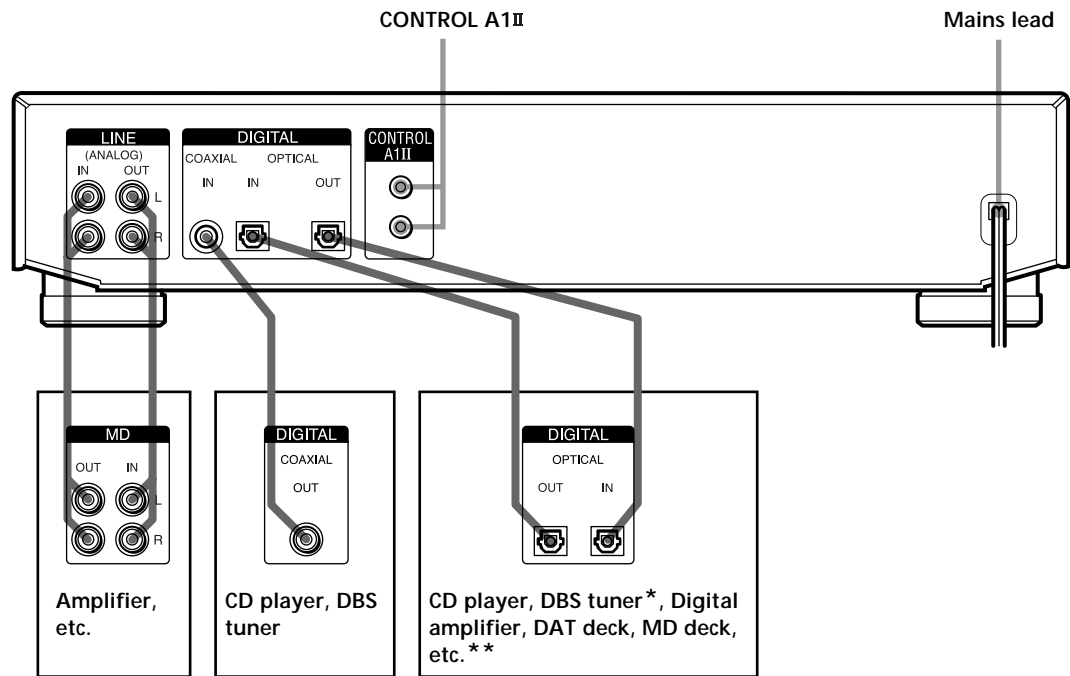 CONTROL A1Ⅱ
Mains lead
LINE
(ANALOG)
IN OUT
L
R
DIGITAL
COAXIAL OPTICAL
IN IN OUT
CONTROL
A1Ⅱ
MD
OUT IN
L
R
Amplifier,
etc.
DIGITAL
COAXIAL
OUT
CD player, DBS
tuner
DIGITAL
OPTICAL
OUT IN
CD player, DBS tuner*, Digital
amplifier, DAT deck, MD deck,
etc.**